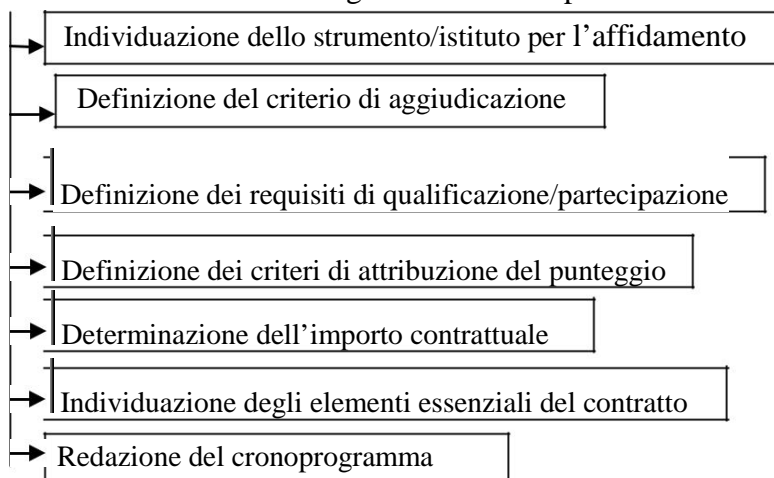 Individuazione dello strumento/istituto per l’affidamento
Definizione del criterio di aggiudicazione
Definizione dei requisiti di qualificazione/partecipazione
Definizione dei criteri di attribuzione del punteggio
Determinazione dell’importo contrattuale
Individuazione degli elementi essenziali del contratto
Redazione del cronoprogramma